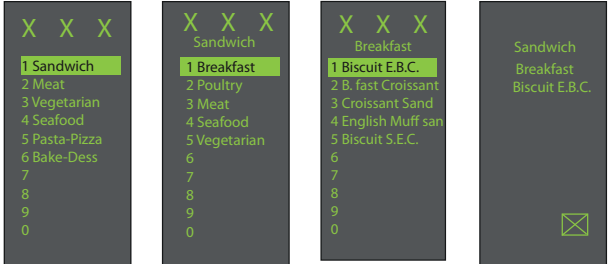 X X X
1 Sandwich
2 Meat
3 Vegetarian
4 Seafood
5 Pasta-Pizza
6 Bake-Dess
7
8
9
0
X X X
Sandwich
1 Breakfast
2 Poultry
3 Meat
4 Seafood
5 Vegetarian
6
7
8
9
0
X X X
Breakfast
1 Biscuit E.B.C.
2 B. fast Croissant
3 Croissant Sand
4 English Muff san
5 Biscuit S.E.C.
6
7
8
9
0
Sandwich
Breakfast
Biscuit E.B.C.